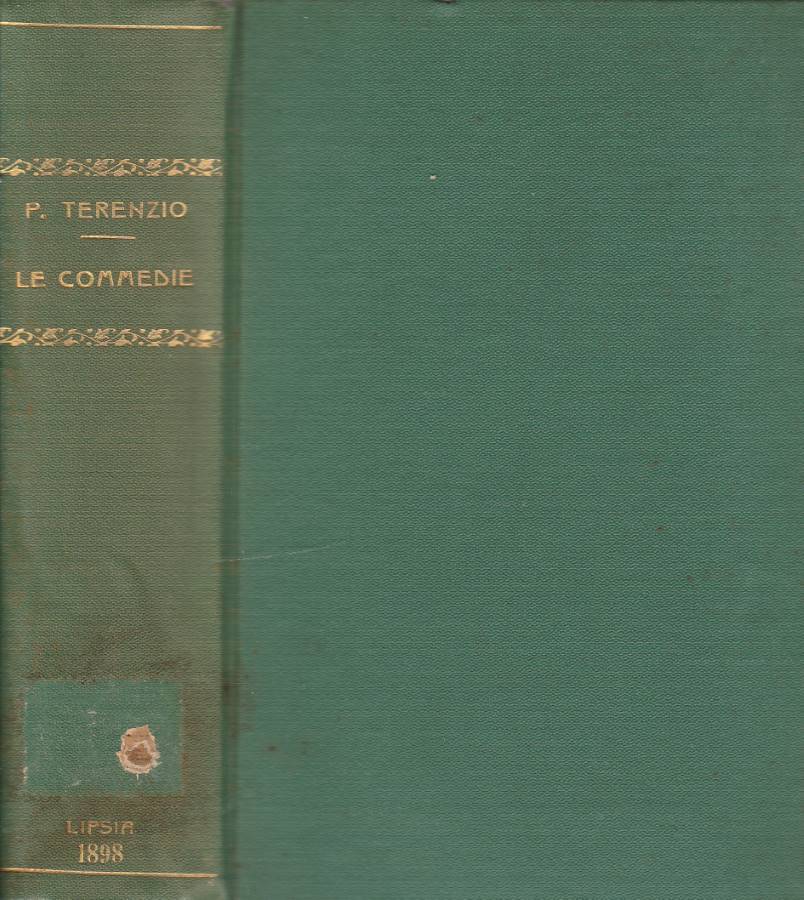 P. TERENZIO
LE COMMEDIE
LIPSIA
1898